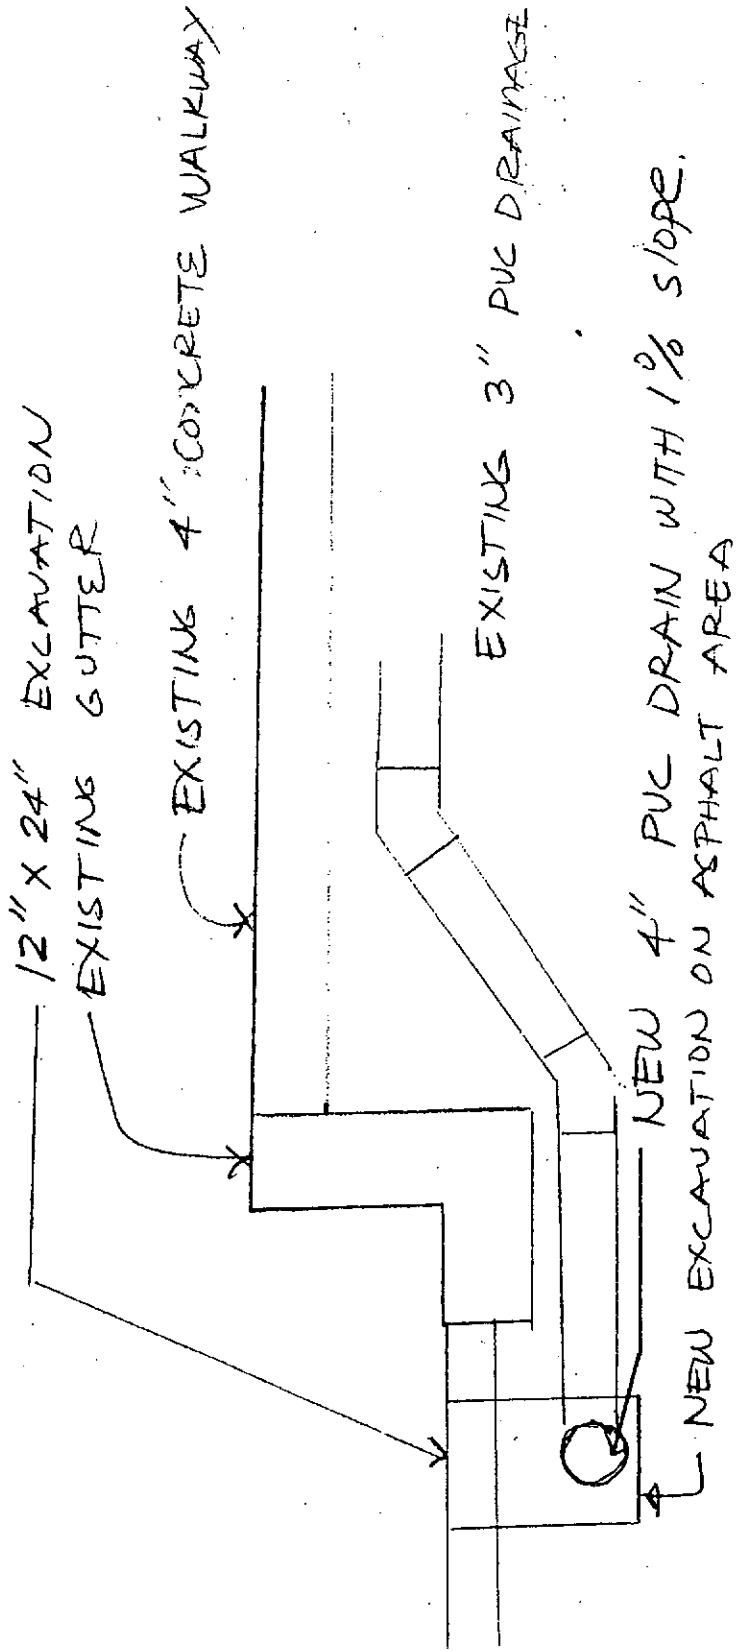 12" X 24" EXCAVATION
EXISTING GUTTER
EXISTING 4" CONCRETE WALKWAY
EXISTING 3" PVC DRAINAGE
NEW 4" PVC DRAIN WITH 1% slope.
NEW EXCAVATION ON ASPHALT AREA